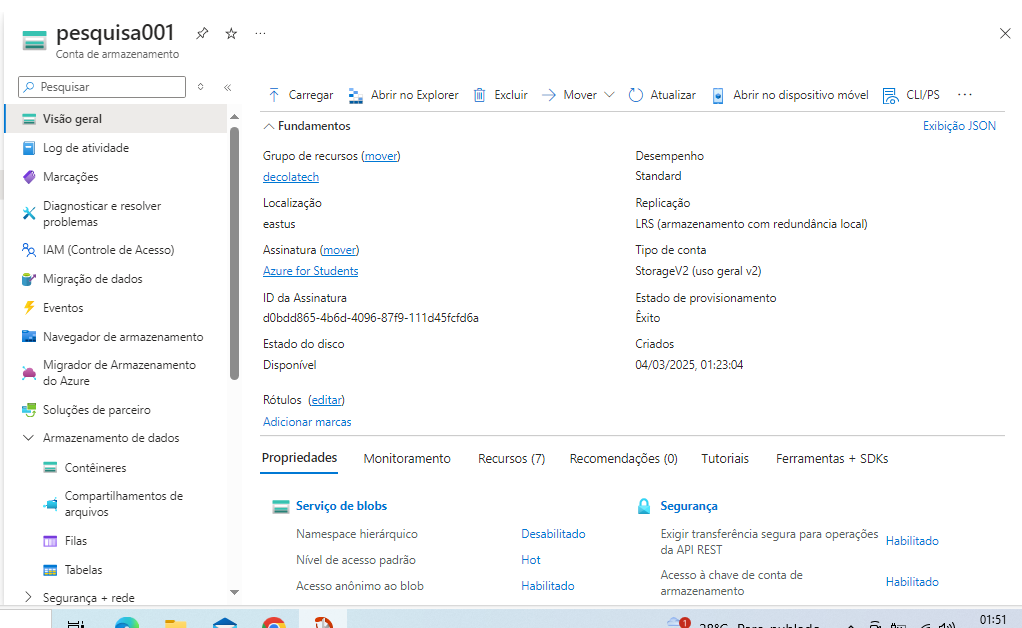 pesquisa001
Conta de armazenamento
Pesquisar
Visão geral
Log de atividade
Marcações
Diagnosticar e resolver
problemas
IAM (Controle de Acesso)
Migração de dados
Eventos
Navegador de armazenamento
Migrador de Armazenamento
do Azure
Soluções de parceiro
Armazenamento de dados
Contêineres
Compartilhamentos de
arquivos
Filas
Tabelas
Segurança + rede
Carregar
Abrir no Explorer
Excluir
Mover
Atualizar
Abrir no dispositivo móvel
CLI/PS
Fundamentos
Exibição JSON
Grupo de recursos (mover)
decolatech
Localização
eastus
Assinatura (mover)
Azure for Students
ID da Assinatura
d0bdd865-4b6d-4096-87f9-111d45fcfd6a
Estado do disco
Disponível
Desempenho
Standard
Replicação
LRS (armazenamento com redundância local)
Tipo de conta
StorageV2 (uso geral v2)
Estado de provisionamento
Êxito
Criados
04/03/2025, 01:23:04
Rótulos (editar)
Adicionar marcas
Propriedades
Monitoramento
Recursos (7)
Recomendações (0)
Tutoriais
Ferramentas + SDKs
Serviço de blobs
Namespace hierárquico Desabilitado
Nível de acesso padrão Hot
Acesso anônimo ao blob Habilitado
Segurança
Exigir transferência segura para operações
da API REST
Habilitado
Acesso à chave de conta de
armazenamento
Habilitado
1
28°C Parc. nublado
01:51